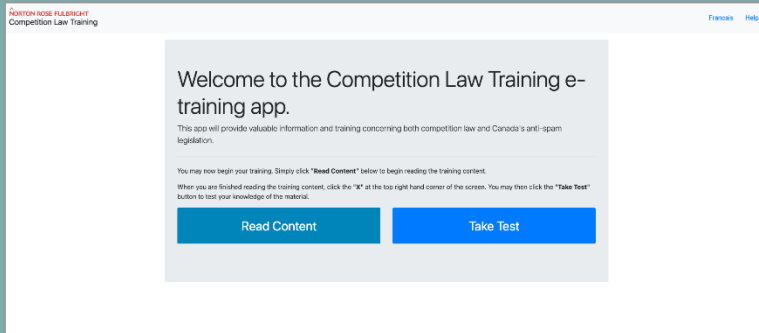 NORTON ROSE FULBRIGHT
Competition Law Training
Francais Help
Welcome to the Competition Law Training e-
training app.
This app will provide valuable information and training concerning both competition law and Canada's anti-spam
legislation.
You may now begin your training. Simply click "Read Content" below to begin reading the training content.
When you are finished reading the training content, click the "X" at the top right hand corner of the screen. You may then click the "Take Test"
button to test your knowledge of the material.
Read Content Take Test